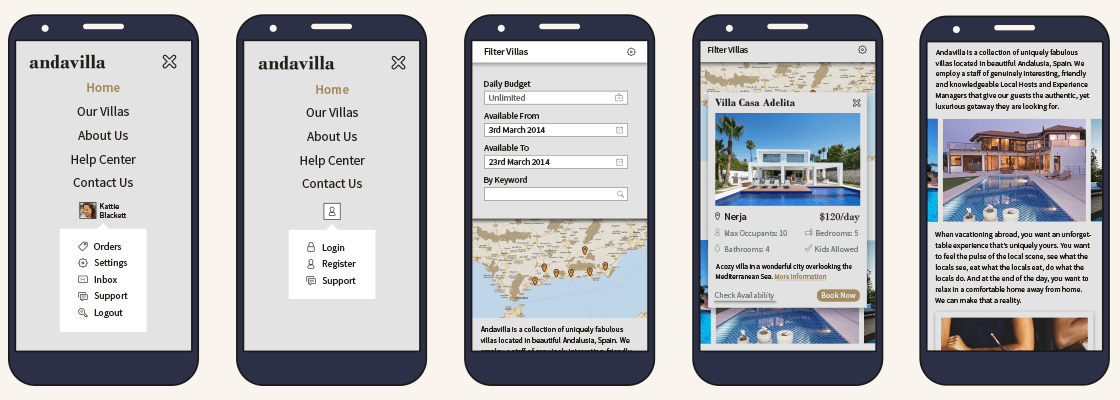 andavilla
Home
Our Villas
About Us
Help Center
Contact Us
Kattie
Blackett
Orders
Settings
Inbox
Support
Logout
andavilla
Home
Our Villas
About Us
Help Center
Contact Us
Login
Register
Support
Filter Villas
Daily Budget
Unlimited
Available From
3rd March 2014
Available To
23rd March 2014
By Keyword
Andavilla is a collection of uniquely fabulous
villas located in beautiful Andalusia, Spain. We
employ a staff of genuinely interesting, friendly
Filter Villas
Villa Casa Adelita
Nerja $120/day
Max Occupants: 10 Bedrooms: 5
Bathrooms: 4 Kids Allowed
A cozy villa in a wonderful city overlooking the
Mediterranean Sea. More Information
Check Availability Book Now
Andavilla is a collection of uniquely fabulous
villas located in beautiful Andalusia, Spain. We
employ a staff of genuinely interesting, friendly
and knowledgeable Local Hosts and Experience
Managers that give our guests the authentic, yet
luxurious getaway they are looking for.
When vacationing abroad, you want an unforget-
table experience that's uniquely yours. You want
to feel the pulse of the local scene, see what the
locals see, eat what the locals eat, do what the
locals do. And at the end of the day, you want to
relax in a comfortable home away from home.
We can make that a reality.